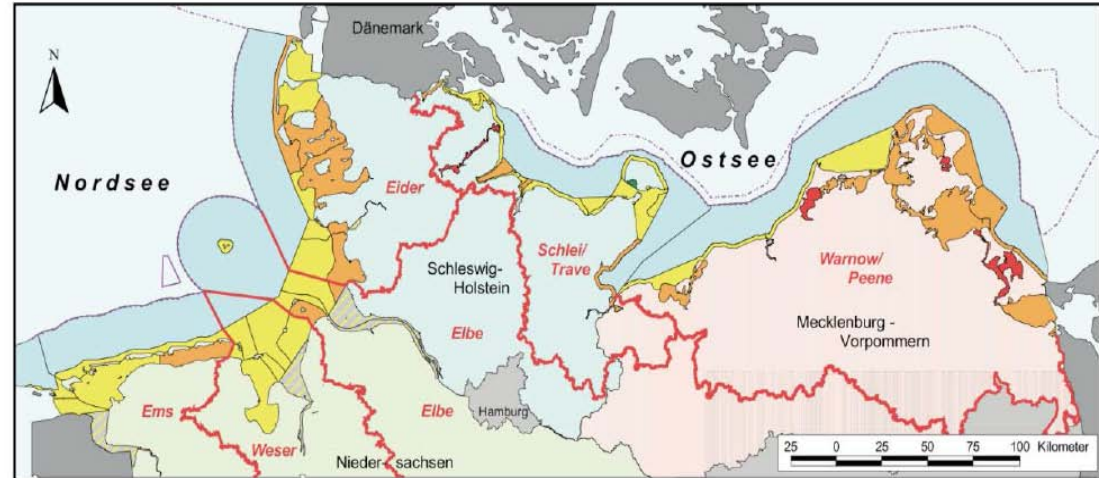 Dänemark
N
Nordsee
Ostsee
Eider
Schlei/
Trave
Schleswig-
Holstein
Warnow/
Peene
Mecklenburg -
Vorpommern
Elbe
Ems
Elbe
Hamburg
Weser
Nieder-sachsen
25 0 25 50 75 100 Kilometer